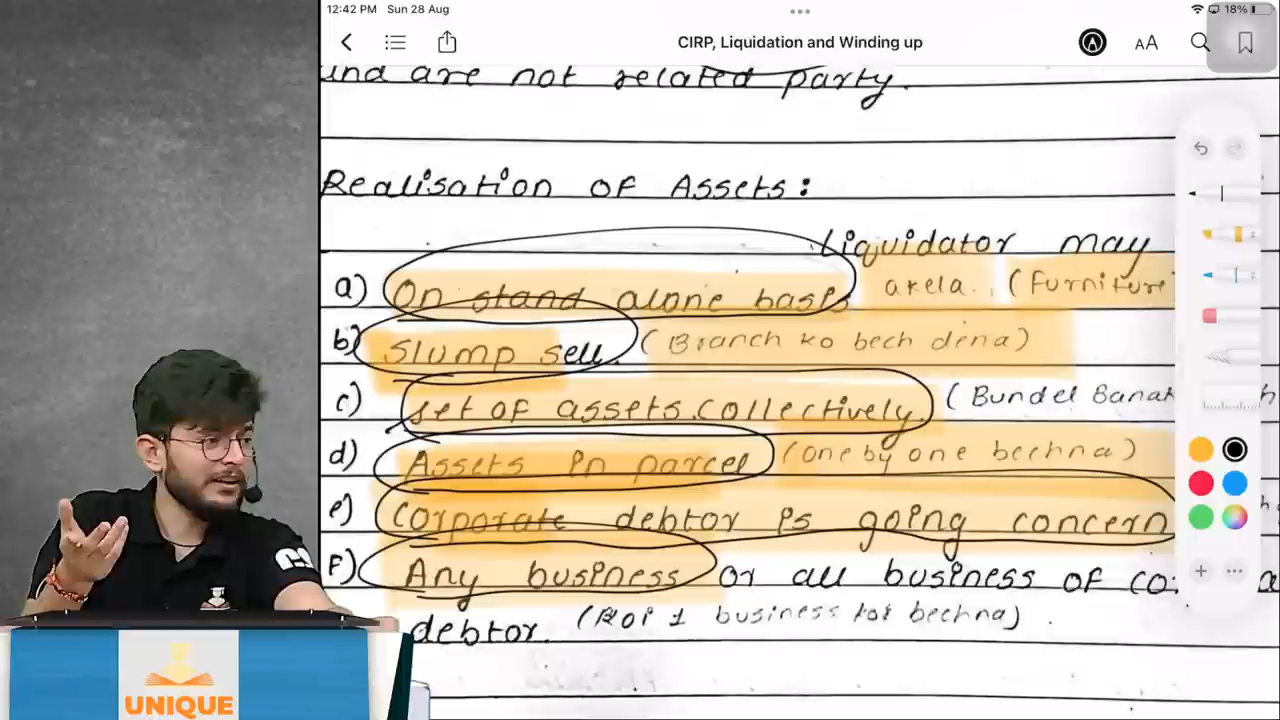 12:42 PM Sun 28 Aug
18%
CIRP, Liquidation and Winding up
AA
and are not related party.
Realisation of Assets:
Liquidator may
a) On stand alone basis akela. (Furniture
b) Slump sell. (Branch ko bech dena)
c) set of assets collectively. (Bundel Banak
d) Assets in parcel (one by one bechna)
e) Corporate debtor is going concern
F) Any business or all business of co
debtor. (Koi 1 business koi bechna)
CS
UNIQUE